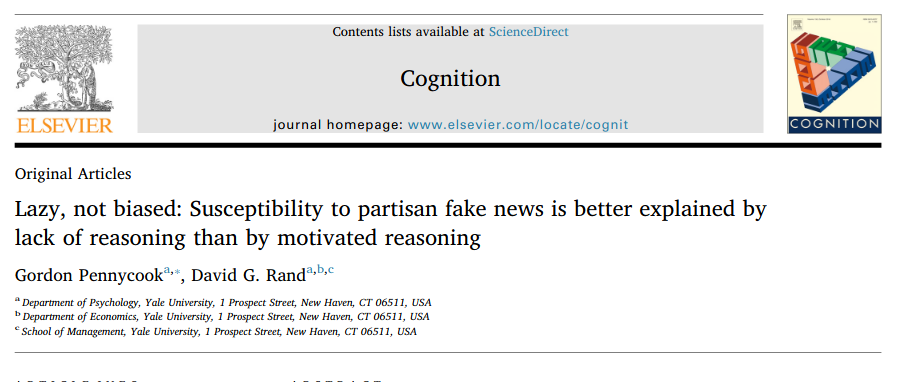 Contents lists available at ScienceDirect
Cognition
ELSEVIER
journal homepage: www.elsevier.com/locate/cognit
COGNITION
Original Articles
Lazy, not biased: Susceptibility to partisan fake news is better explained by
lack of reasoning than by motivated reasoning
Gordon Pennycook a,⁎, David G. Rand a,b,c
a Department of Psychology, Yale University, 1 Prospect Street, New Haven, CT 06511, USA
b Department of Economics, Yale University, 1 Prospect Street, New Haven, CT 06511, USA
c School of Management, Yale University, 1 Prospect Street, New Haven, CT 06511, USA